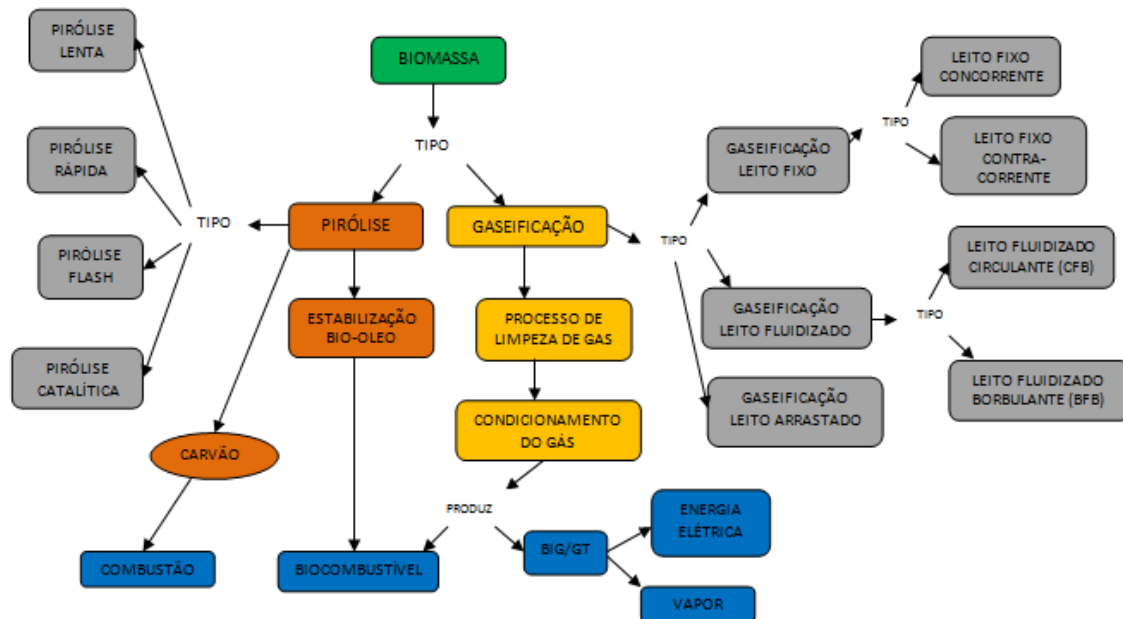 PIRÓLISE
LENTA
BIOMASSA
LEITO FIXO
CONCORRENTE
TIPO
PIRÓLISE
RÁPIDA
TIPO
GASEIFICAÇÃO
LEITO FIXO
LEITO FIXO
CONTRA-
CORRENTE
TIPO
PIRÓLISE
GASEIFICAÇÃO
TIPO
PIRÓLISE
FLASH
LEITO FLUIDIZADO
CIRCULANTE (CFB)
ESTABILIZAÇÃO
BIO-OLEO
PROCESSO DE
LIMPEZA DE GAS
GASEIFICAÇÃO
LEITO FLUIDIZADO
TIPO
PIRÓLISE
CATALÍTICA
GASEIFICAÇÃO
LEITO ARRASTADO
LEITO FLUIDIZADO
BORBULANTE (BFB)
CONDICIONAMENTO
DO GÁS
CARVÃO
PRODUZ
ENERGIA
ELÉTRICA
COMBUSTÃO
BIOCOMBUSTÍVEL
BIG/GT
VAPOR